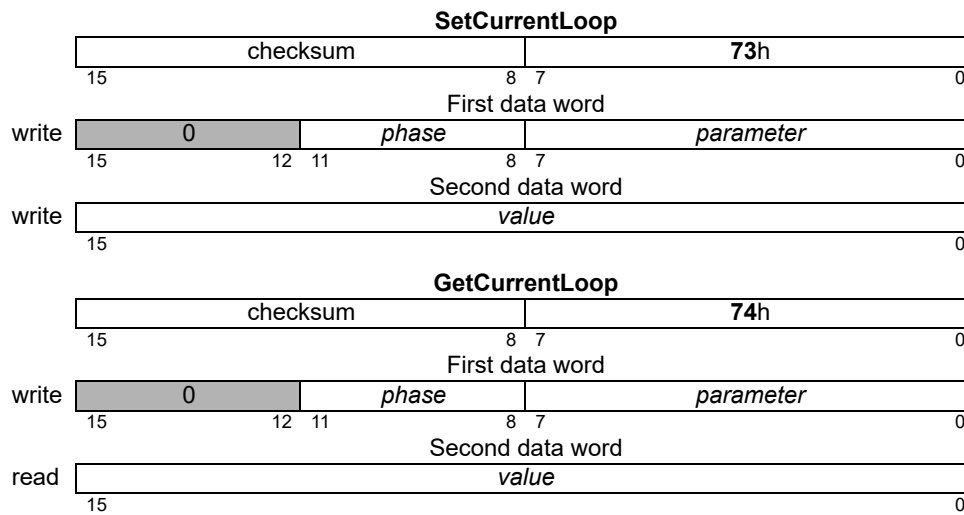 SetCurrentLoop
checksum 73h
15 8 7 0
First data word
write 0 phase parameter
15 12 11 8 7 0
Second data word
write value
15 0
GetCurrentLoop
checksum 74h
15 8 7 0
First data word
write 0 phase parameter
15 12 11 8 7 0
Second data word
read value
15 0